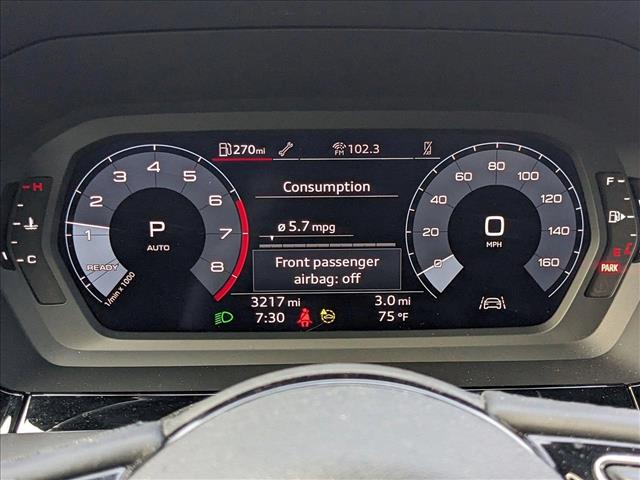 270mi FM 102.3
Consumption
ø 5.7 mpg
Front passenger
airbag: off
3217 mi 3.0 mi
7:30 75 °F
1 2 3 4 5 6 7 8
P
AUTO
READY
1/min x 1000
0 20 40 60 80 100 120 140 160
0
MPH
H
C
F
E
PARK